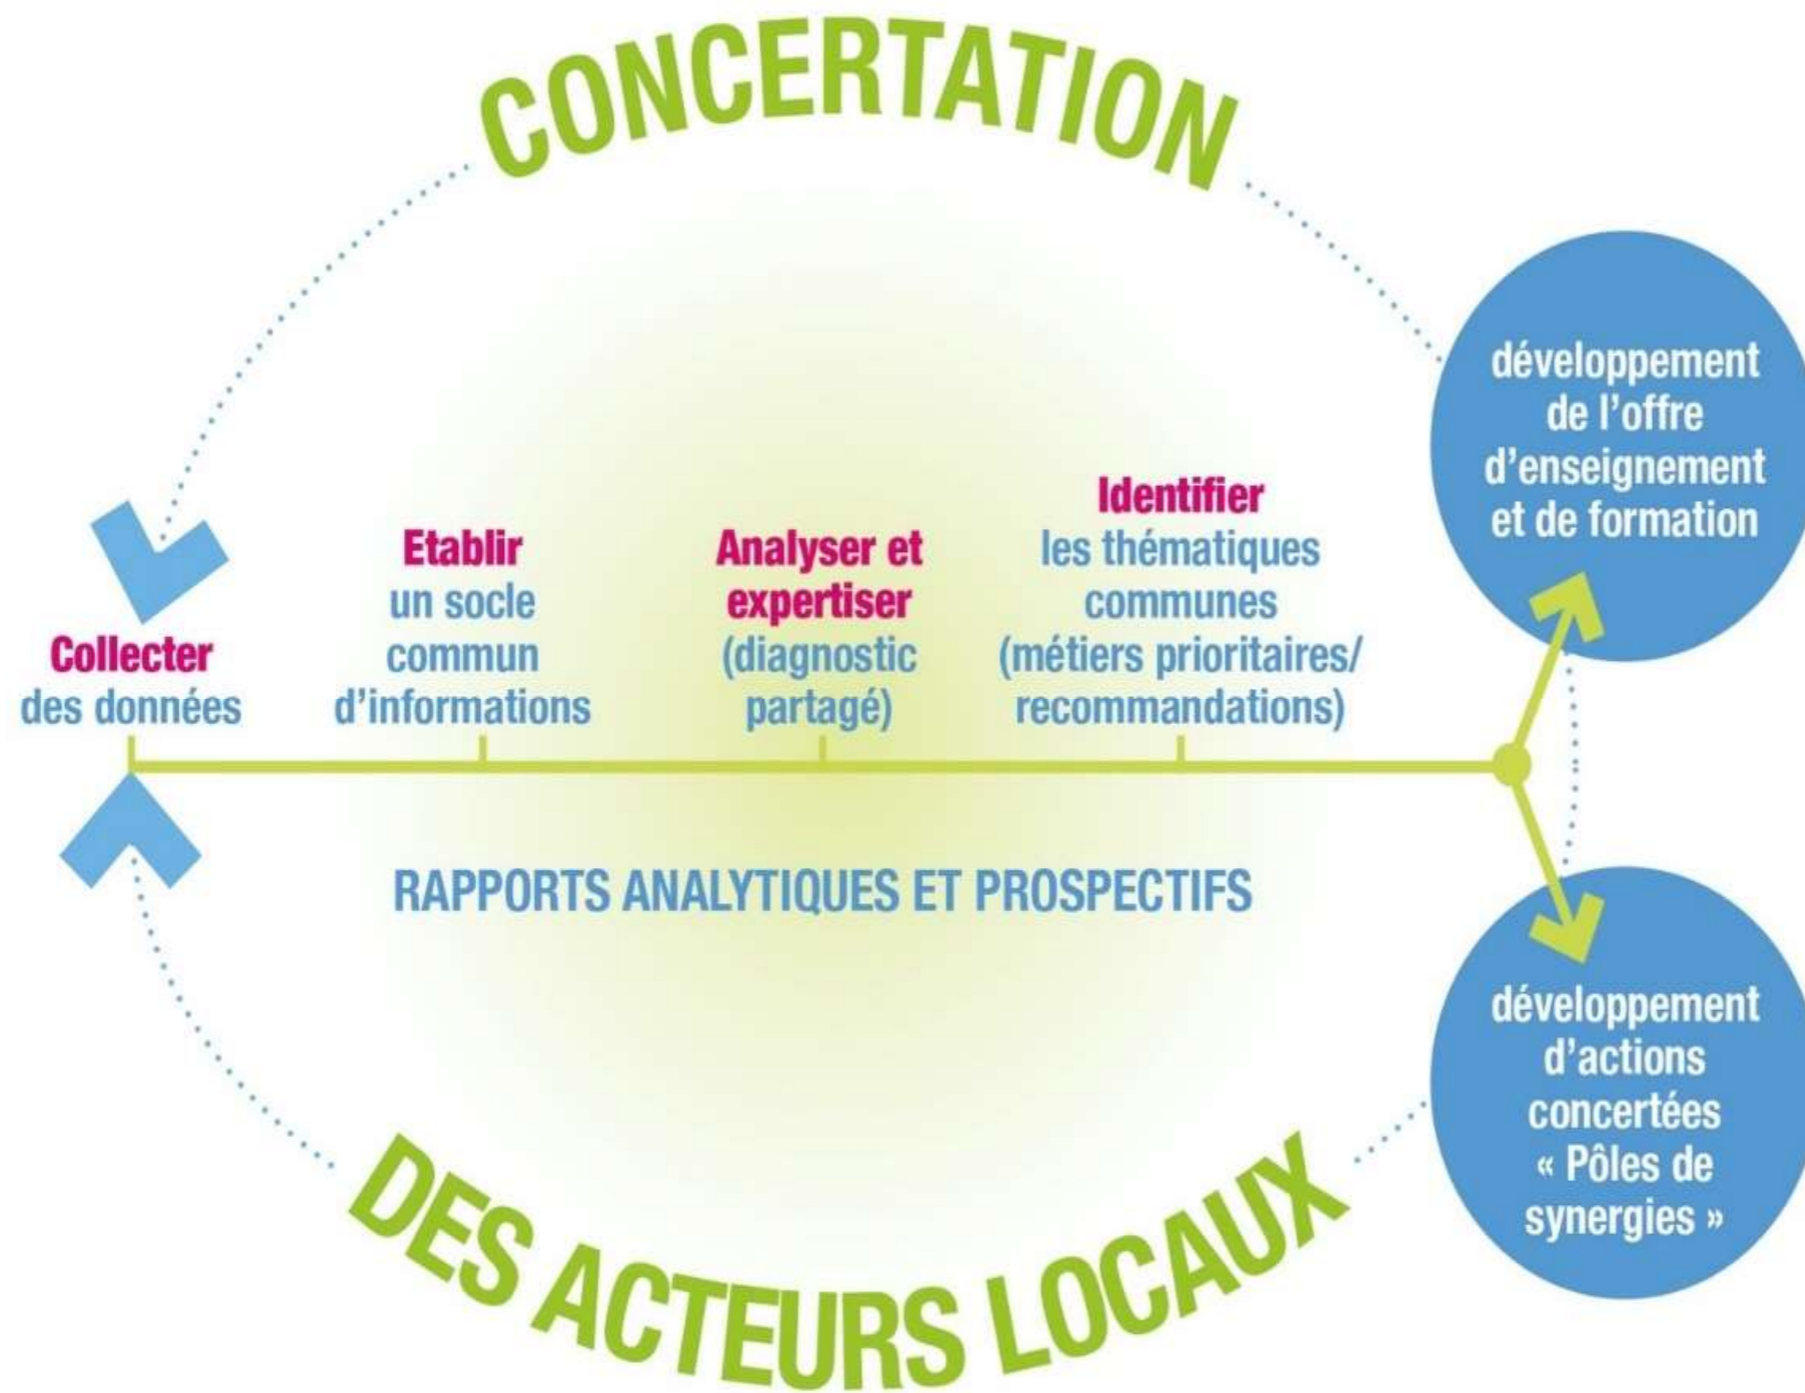 CONCERTATION
développement
de l'offre
d'enseignement
et de formation
Collecter
des données
Etablir
un socle
commun
d'informations
Analyser et
expertiser
(diagnostic
partagé)
Identifier
les thématiques
communes
(métiers prioritaires/
recommandations)
RAPPORTS ANALYTIQUES ET PROSPECTIFS
développement
d'actions
concertées
« Pôles de
synergies »
DES ACTEURS LOCAUX